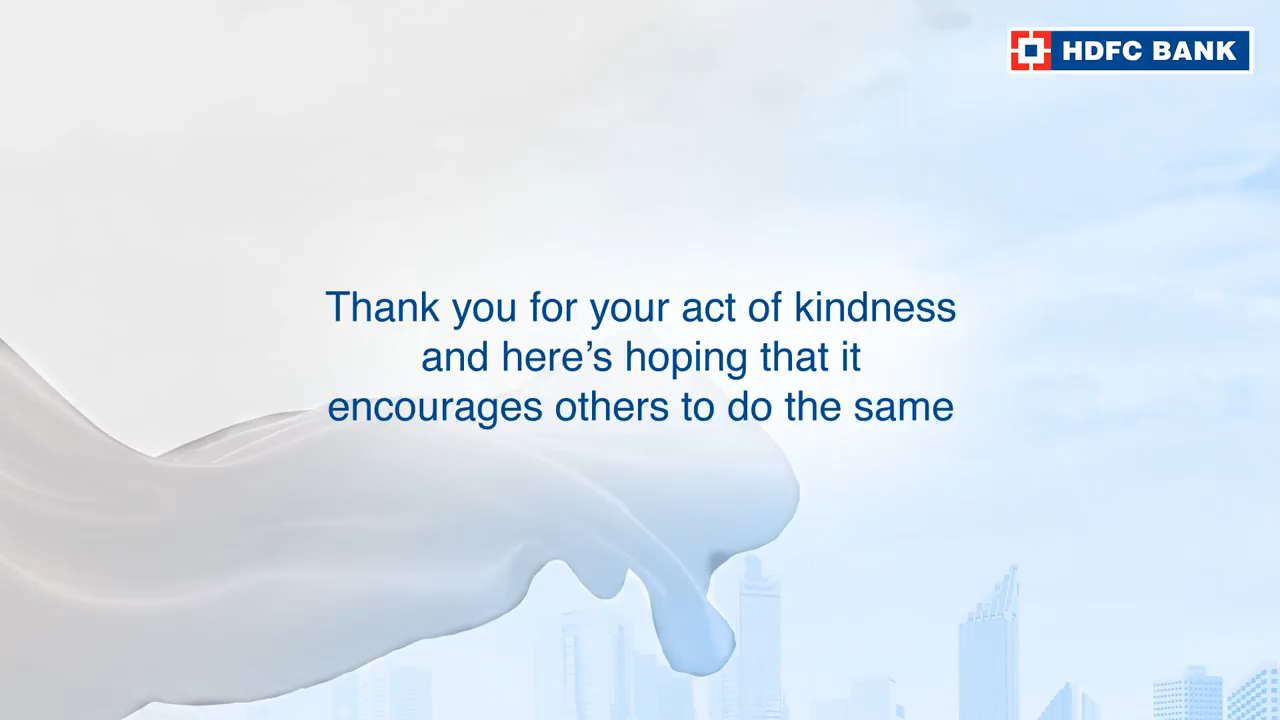 HDFC BANK
Thank you for your act of kindness
and here’s hoping that it
encourages others to do the same